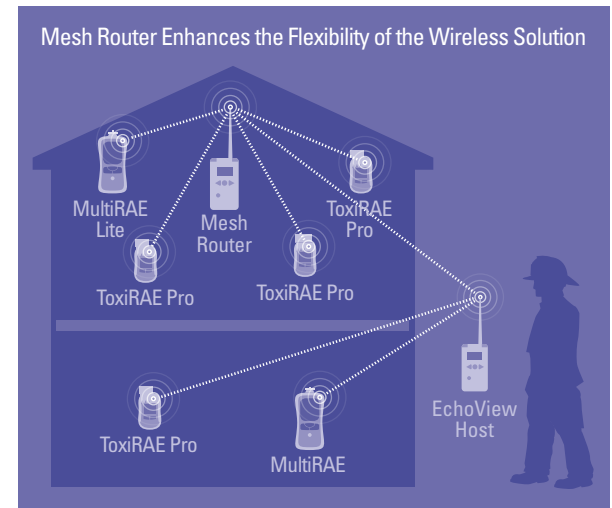 Mesh Router Enhances the Flexibility of the Wireless Solution
MultiRAE
Lite
Mesh
Router
ToxiRAE
Pro
ToxiRAE Pro
ToxiRAE Pro
EchoView
Host
ToxiRAE Pro
MultiRAE